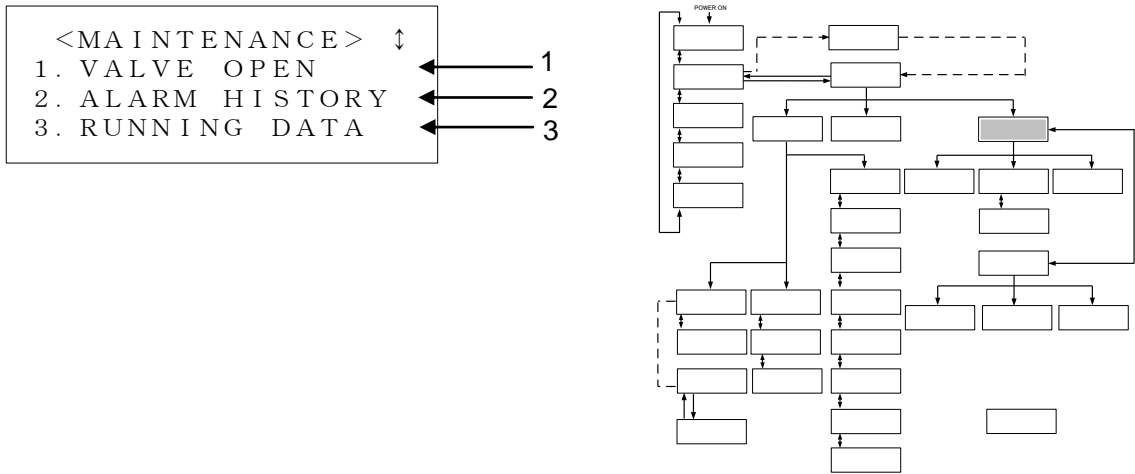 <MAINTENANCE> ↕
1. VALVE OPEN
2. ALARM HISTORY
3. RUNNING DATA
1
2
3
POWER ON